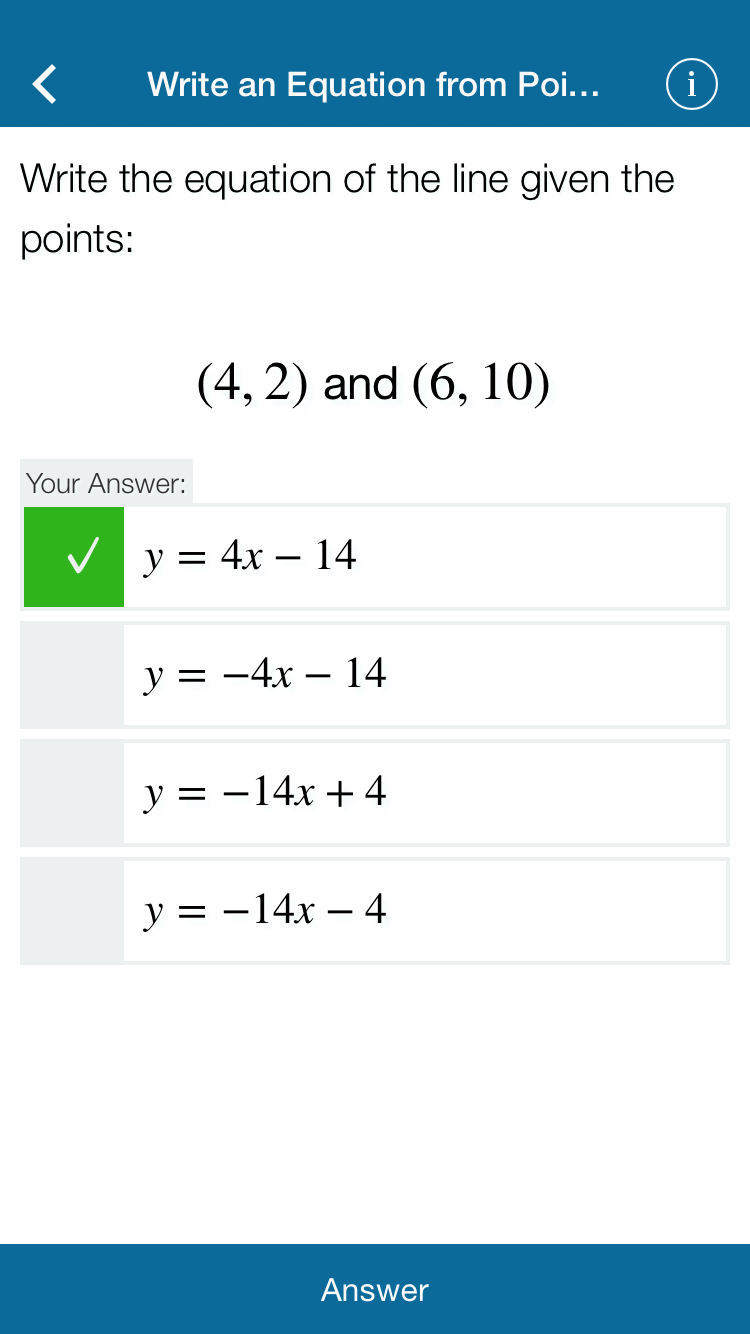 Write an Equation from Poi...
i
Write the equation of the line given the
points:
(4, 2) and (6, 10)
Your Answer:
y = 4x − 14
y = −4x − 14
y = −14x + 4
y = −14x − 4
Answer